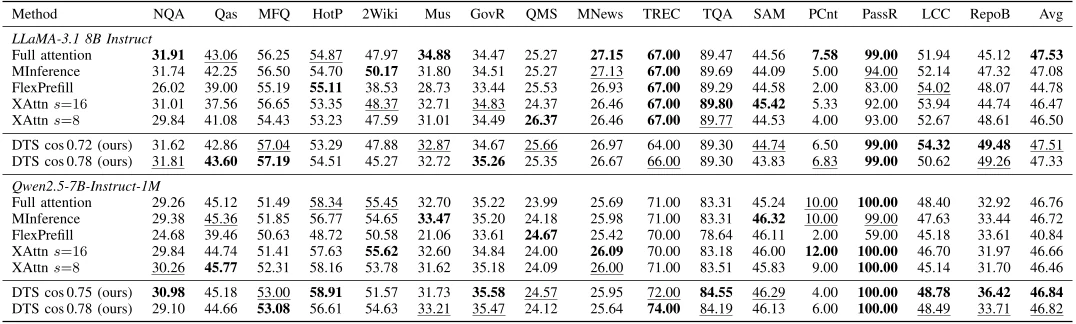 Method NQA Qas MFQ HotP 2Wiki Mus GovR QMS MNews TREC TQA SAM PCnt PassR LCC RepoB Avg
LLaMA-3.1 8B Instruct
Full attention 31.91 43.06 56.25 54.87 47.97 34.88 34.47 25.27 27.15 67.00 89.47 44.56 7.58 99.00 51.94 45.12 47.53
MInference 31.74 42.25 56.50 54.70 50.17 31.80 34.51 25.27 27.13 67.00 89.69 44.09 5.00 94.00 52.14 47.32 47.08
FlexPrefill 26.02 39.00 55.19 55.11 38.53 28.73 33.44 25.53 26.93 67.00 89.29 44.58 2.00 83.00 54.02 48.07 44.78
XAttn s=16 31.01 37.56 56.65 53.35 48.37 32.71 34.83 24.37 26.46 67.00 89.80 45.42 5.33 92.00 53.94 44.74 46.47
XAttn s=8 29.84 41.08 54.43 53.23 47.59 31.01 34.49 26.37 26.46 67.00 89.77 44.53 4.00 93.00 52.67 48.61 46.50
DTS cos 0.72 (ours) 31.62 42.86 57.04 53.29 47.88 32.87 34.67 25.66 26.97 64.00 89.30 44.74 6.50 99.00 54.32 49.48 47.51
DTS cos 0.78 (ours) 31.81 43.60 57.19 54.51 45.27 32.72 35.26 25.35 26.67 66.00 89.30 43.83 6.83 99.00 50.62 49.26 47.33
Qwen2.5-7B-Instruct-1M
Full attention 29.26 45.12 51.49 58.34 55.45 32.70 35.22 23.99 25.69 71.00 83.31 45.24 10.00 100.00 48.40 32.92 46.76
MInference 29.38 45.36 51.85 56.77 54.65 33.47 35.20 24.18 25.98 71.00 83.31 46.32 10.00 99.00 47.63 33.44 46.72
FlexPrefill 24.68 39.46 50.63 48.72 50.58 21.06 33.61 24.67 25.42 70.00 78.64 46.11 2.00 59.00 45.18 33.61 40.84
XAttn s=16 29.84 44.74 51.41 57.63 55.62 32.60 34.84 24.00 26.09 70.00 83.18 46.00 12.00 100.00 46.70 31.97 46.66
XAttn s=8 30.26 45.77 52.31 58.16 53.78 31.62 35.18 24.09 26.00 71.00 83.51 45.83 9.00 100.00 45.14 31.70 46.46
DTS cos 0.75 (ours) 30.98 45.18 53.00 58.91 51.57 31.73 35.58 24.57 25.95 72.00 84.55 46.29 4.00 100.00 48.78 36.42 46.84
DTS cos 0.78 (ours) 29.10 44.66 53.08 56.61 54.63 33.21 35.47 24.12 25.64 74.00 84.19 46.13 6.00 100.00 48.49 33.71 46.82